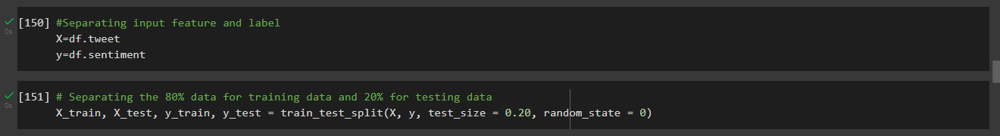 [150] #Separating input feature and label
0s
X=df.tweet
y=df.sentiment
[151] # Separating the 80% data for training data and 20% for testing data
0s
X_train, X_test, y_train, y_test = train_test_split(X, y, test_size = 0.20, random_state = 0)